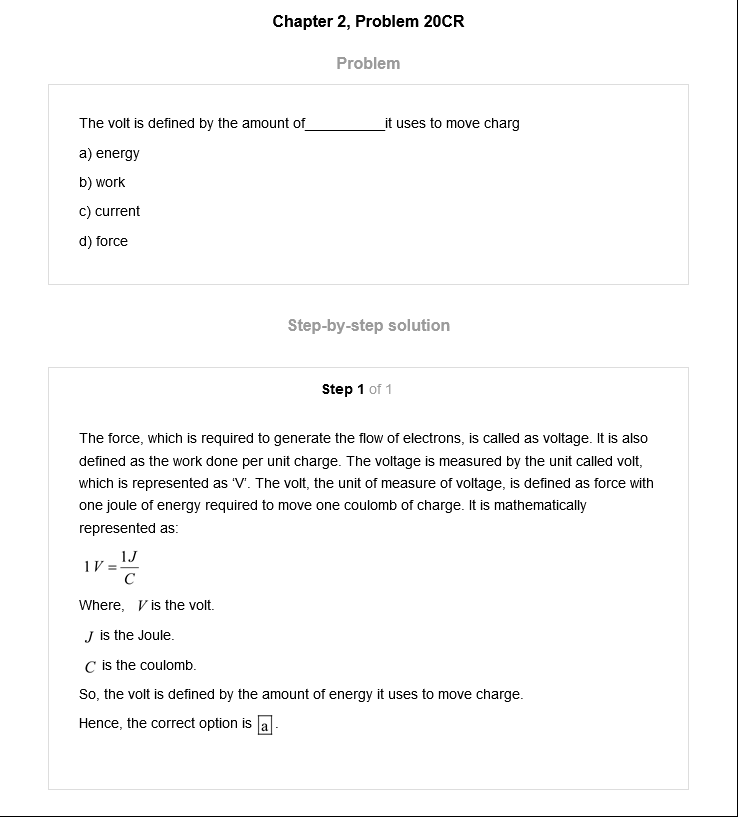 Chapter 2, Problem 20CR
Problem
The volt is defined by the amount of__________it uses to move charg
a) energy
b) work
c) current
d) force
Step-by-step solution
Step 1 of 1
The force, which is required to generate the flow of electrons, is called as voltage. It is also
defined as the work done per unit charge. The voltage is measured by the unit called volt,
which is represented as ‘V’. The volt, the unit of measure of voltage, is defined as force with
one joule of energy required to move one coulomb of charge. It is mathematically
represented as:
1 V = 1J / C
Where, V is the volt.
J is the Joule.
C is the coulomb.
So, the volt is defined by the amount of energy it uses to move charge.
Hence, the correct option is a .